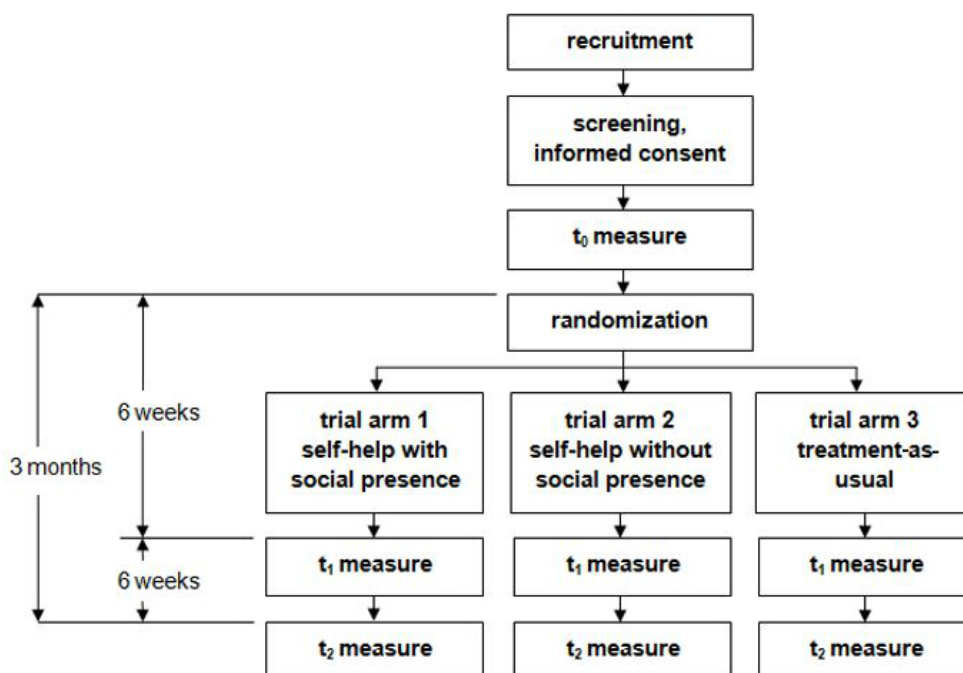 recruitment
screening,
informed consent
t₀ measure
randomization
6 weeks
3 months
trial arm 1
self-help with
social presence
trial arm 2
self-help without
social presence
trial arm 3
treatment-as-
usual
6 weeks
t₁ measure
t₁ measure
t₁ measure
t₂ measure
t₂ measure
t₂ measure